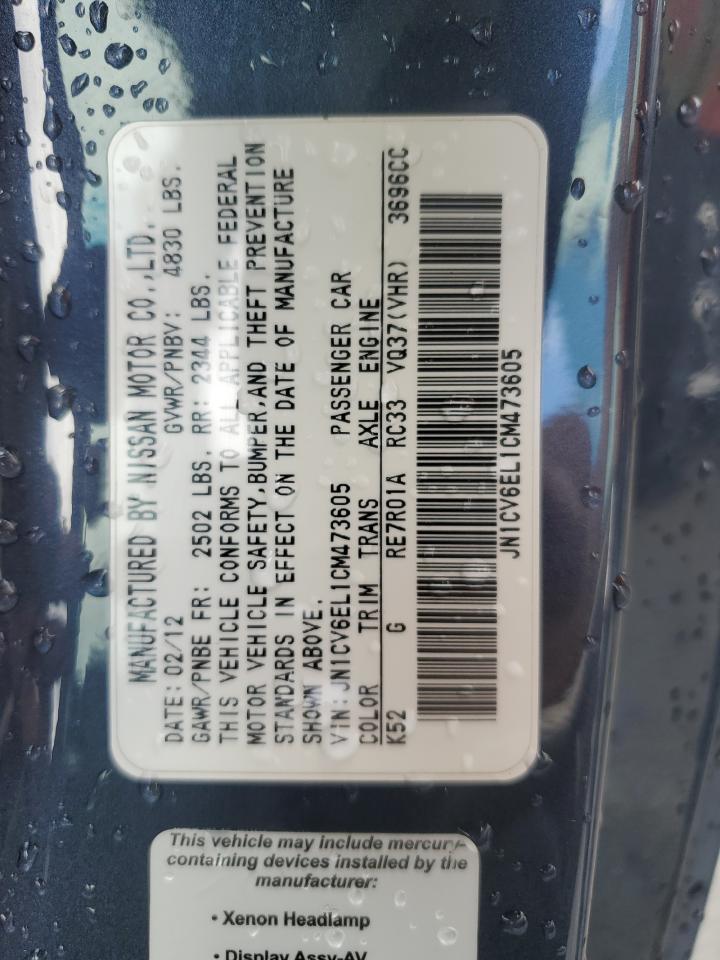 MANUFACTURED BY NISSAN MOTOR CO.,LTD.
DATE: 02/12 GVWR/PNBV: 4830 LBS.
GAWR/PNBE FR: 2502 LBS. RR: 2344 LBS.
THIS VEHICLE CONFORMS TO ALL APPLICABLE FEDERAL
MOTOR VEHICLE SAFETY,BUMPER,AND THEFT PREVENTION
STANDARDS IN EFFECT ON THE DATE OF MANUFACTURE
SHOWN ABOVE.
VIN:JN1CV6EL1CM473605 PASSENGER CAR
COLOR TRIM TRANS AXLE ENGINE
K52 G RE7R01A RC33 VQ37(VHR) 3696CC
JN1CV6EL1CM473605
This vehicle may include mercury-
containing devices installed by the
manufacturer:
• Xenon Headlamp
• Display Assy-AV